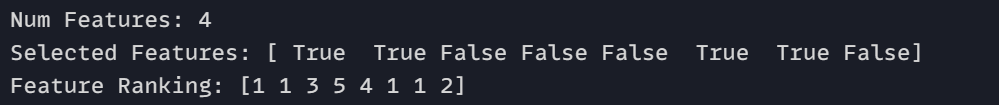 Num Features: 4
Selected Features: [ True  True False False False  True  True False]
Feature Ranking: [1 1 3 5 4 1 1 2]